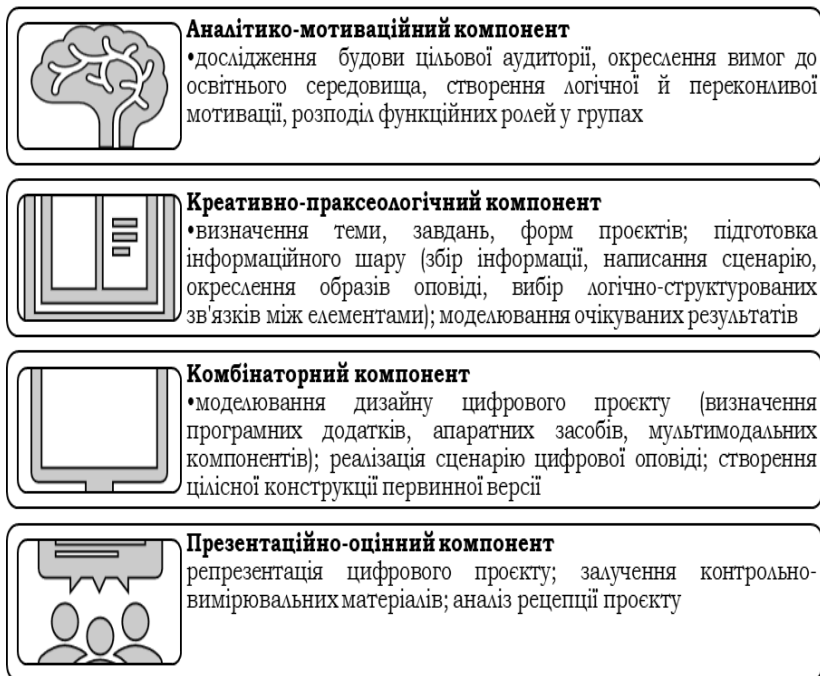 Аналітико-мотиваційний компонент
•дослідження будови цільової аудиторії, окреслення вимог до
освітнього середовища, створення логічної й переконливої
мотивації, розподіл функційних ролей у групах
Креативно-праксеологічний компонент
•визначення теми, завдань, форм проєктів; підготовка
інформаційного шару (збір інформації, написання сценарію,
окреслення образів оповіді, вибір логічно-структурованих
зв'язків між елементами); моделювання очікуваних результатів
Комбінаторний компонент
•моделювання дизайну цифрового проєкту (визначення
програмних додатків, апаратних засобів, мультимодальних
компонентів); реалізація сценарію цифрової оповіді; створення
цілісної конструкції первинної версії
Презентаційно-оцінний компонент
репрезентація цифрового проєкту; залучення контрольно-
вимірювальних матеріалів; аналіз рецепції проєкту